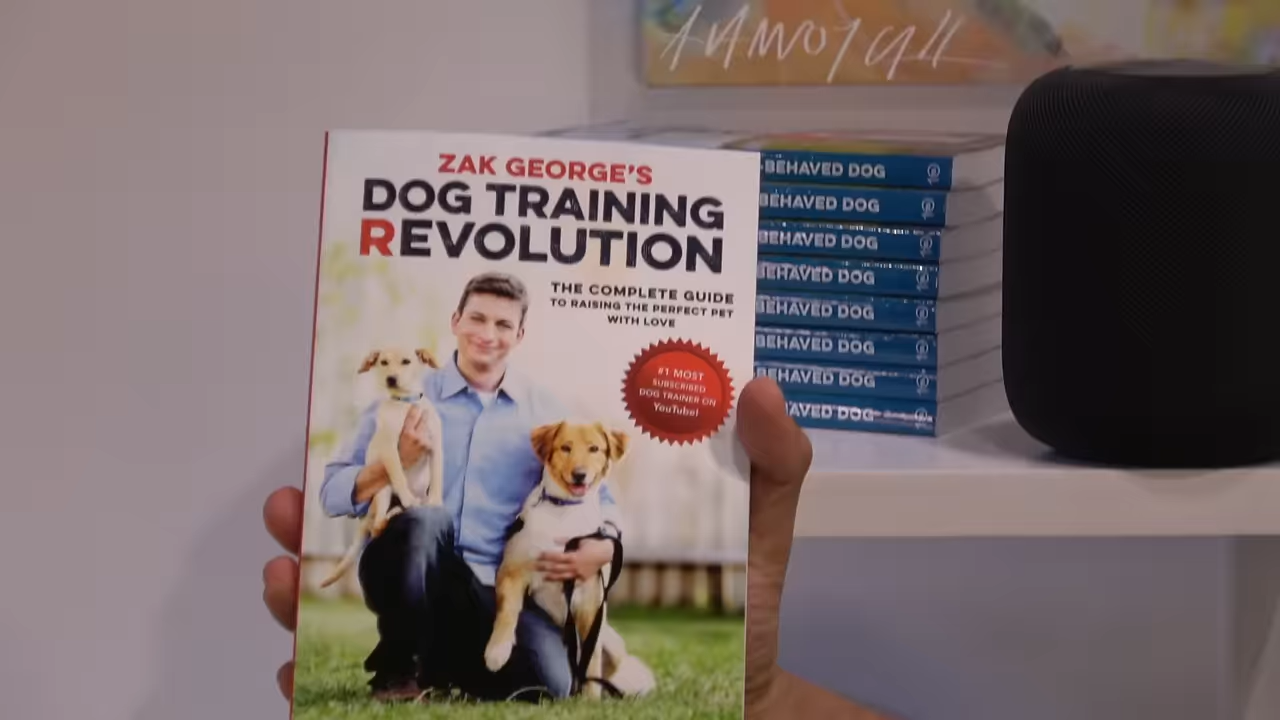 ZAK GEORGE'S
DOG TRAINING
REVOLUTION
THE COMPLETE GUIDE
TO RAISING THE PERFECT PET
WITH LOVE
#1 MOST
SUBSCRIBED
DOG TRAINER ON
YouTube!
BEHAVED DOG
BEHAVED DOG
BEHAVED DOG
BEHAVED DOG
BEHAVED DOG
BEHAVED DOG
BEHAVED DOG
AVED DOG